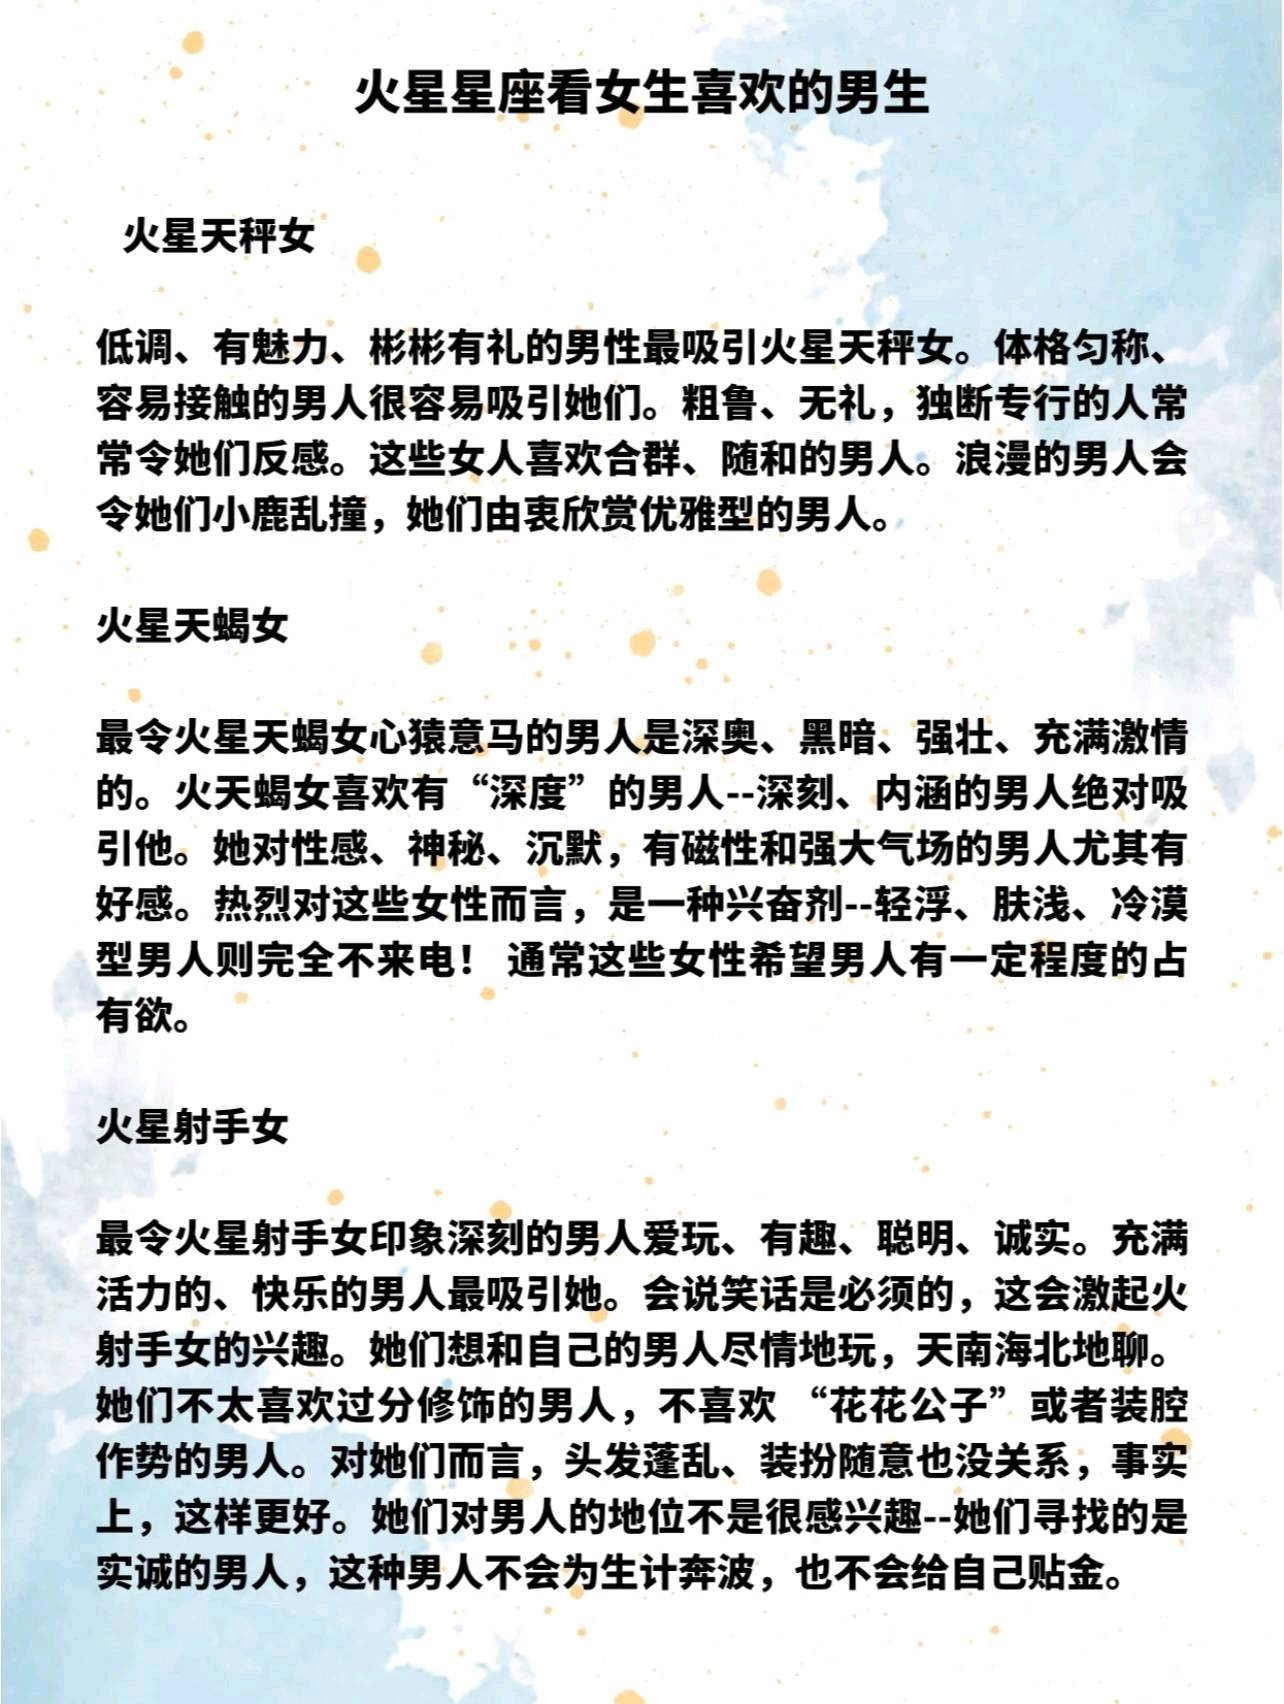 火星星座看女生喜欢的男生
火星天秤女
低调、有魅力、彬彬有礼的男性最吸引火星天秤女。体格匀称、
容易接触的男人很容易吸引她们。粗鲁、无礼，独断专行的人常
常令她们反感。这些女人喜欢合群、随和的男人。浪漫的男人会
令她们小鹿乱撞，她们由衷欣赏优雅型的男人。
火星天蝎女
最令火星天蝎女心猿意马的男人是深奥、黑暗、强壮、充满激情
的。火天蝎女喜欢有“深度”的男人--深刻、内涵的男人绝对吸
引他。她对性感、神秘、沉默，有磁性和强大气场的男人尤其有
好感。热烈对这些女性而言，是一种兴奋剂--轻浮、肤浅、冷漠
型男人则完全不来电！ 通常这些女性希望男人有一定程度的占
有欲。
火星射手女
最令火星射手女印象深刻的男人爱玩、有趣、聪明、诚实。充满
活力的、快乐的男人最吸引她。会说笑话是必须的，这会激起火
射手女的兴趣。她们想和自己的男人尽情地玩，天南海北地聊。
她们不太喜欢过分修饰的男人，不喜欢 “花花公子”或者装腔
作势的男人。对她们而言，头发蓬乱、装扮随意也没关系，事实
上，这样更好。她们对男人的地位不是很感兴趣--她们寻找的是
实诚的男人，这种男人不会为生计奔波，也不会给自己贴金。